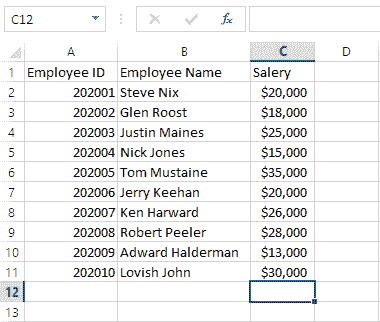 C12 fx
A B C D
1 Employee ID Employee Name Salery
2 202001 Steve Nix $20,000
3 202002 Glen Roost $18,000
4 202003 Justin Maines $25,000
5 202004 Nick Jones $15,000
6 202005 Tom Mustaine $35,000
7 202006 Jerry Keehan $20,000
8 202007 Ken Harward $26,000
9 202008 Robert Peeler $28,000
10 202009 Adward Halderman $13,000
11 202010 Lovish John $30,000
12
13